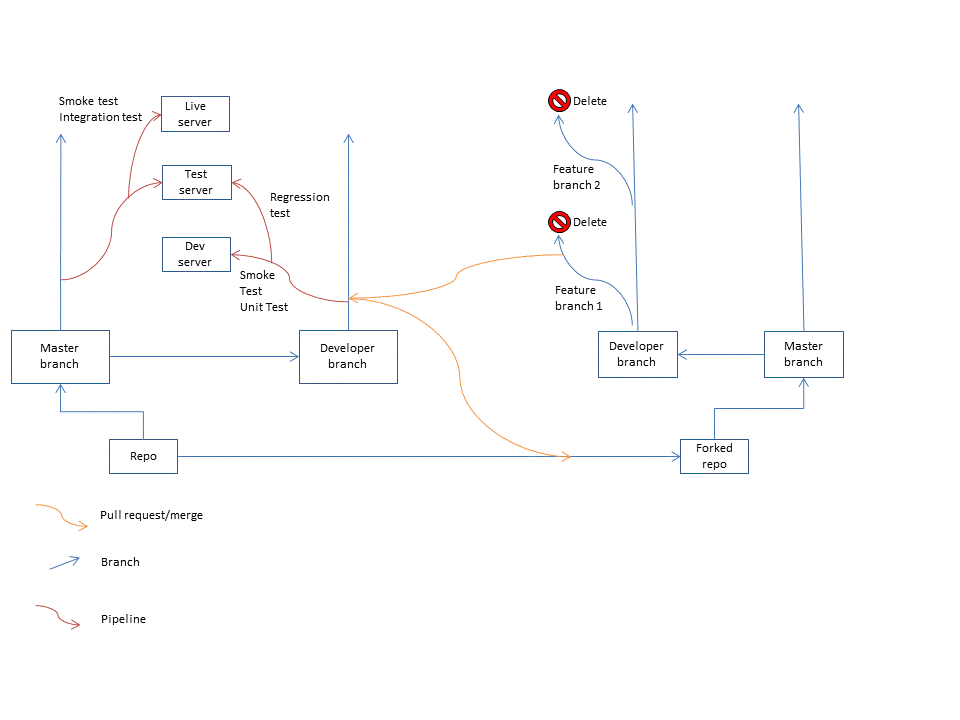 Smoke test
Integration test
Live
server
Test
server
Regression
test
Dev
server
Smoke
Test
Unit Test
Delete
Feature
branch 2
Delete
Feature
branch 1
Master
branch
Developer
branch
Developer
branch
Master
branch
Repo
Forked
repo
Pull request/merge
Branch
Pipeline